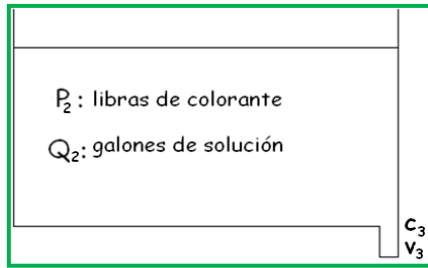 P₂ : libras de colorante
Q₂: galones de solución
C₃
V₃